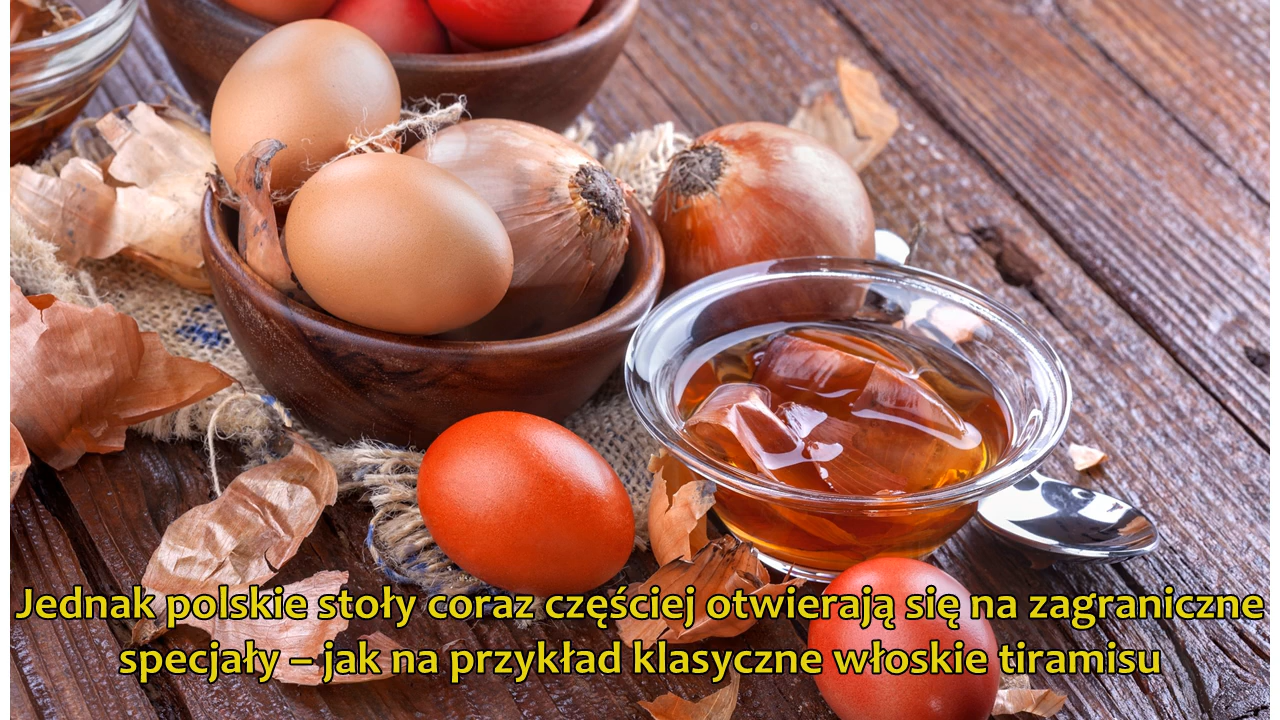 Jednak polskie stoły coraz częściej otwierają się na zagraniczne
specjały – jak na przykład klasyczne włoskie tiramisu